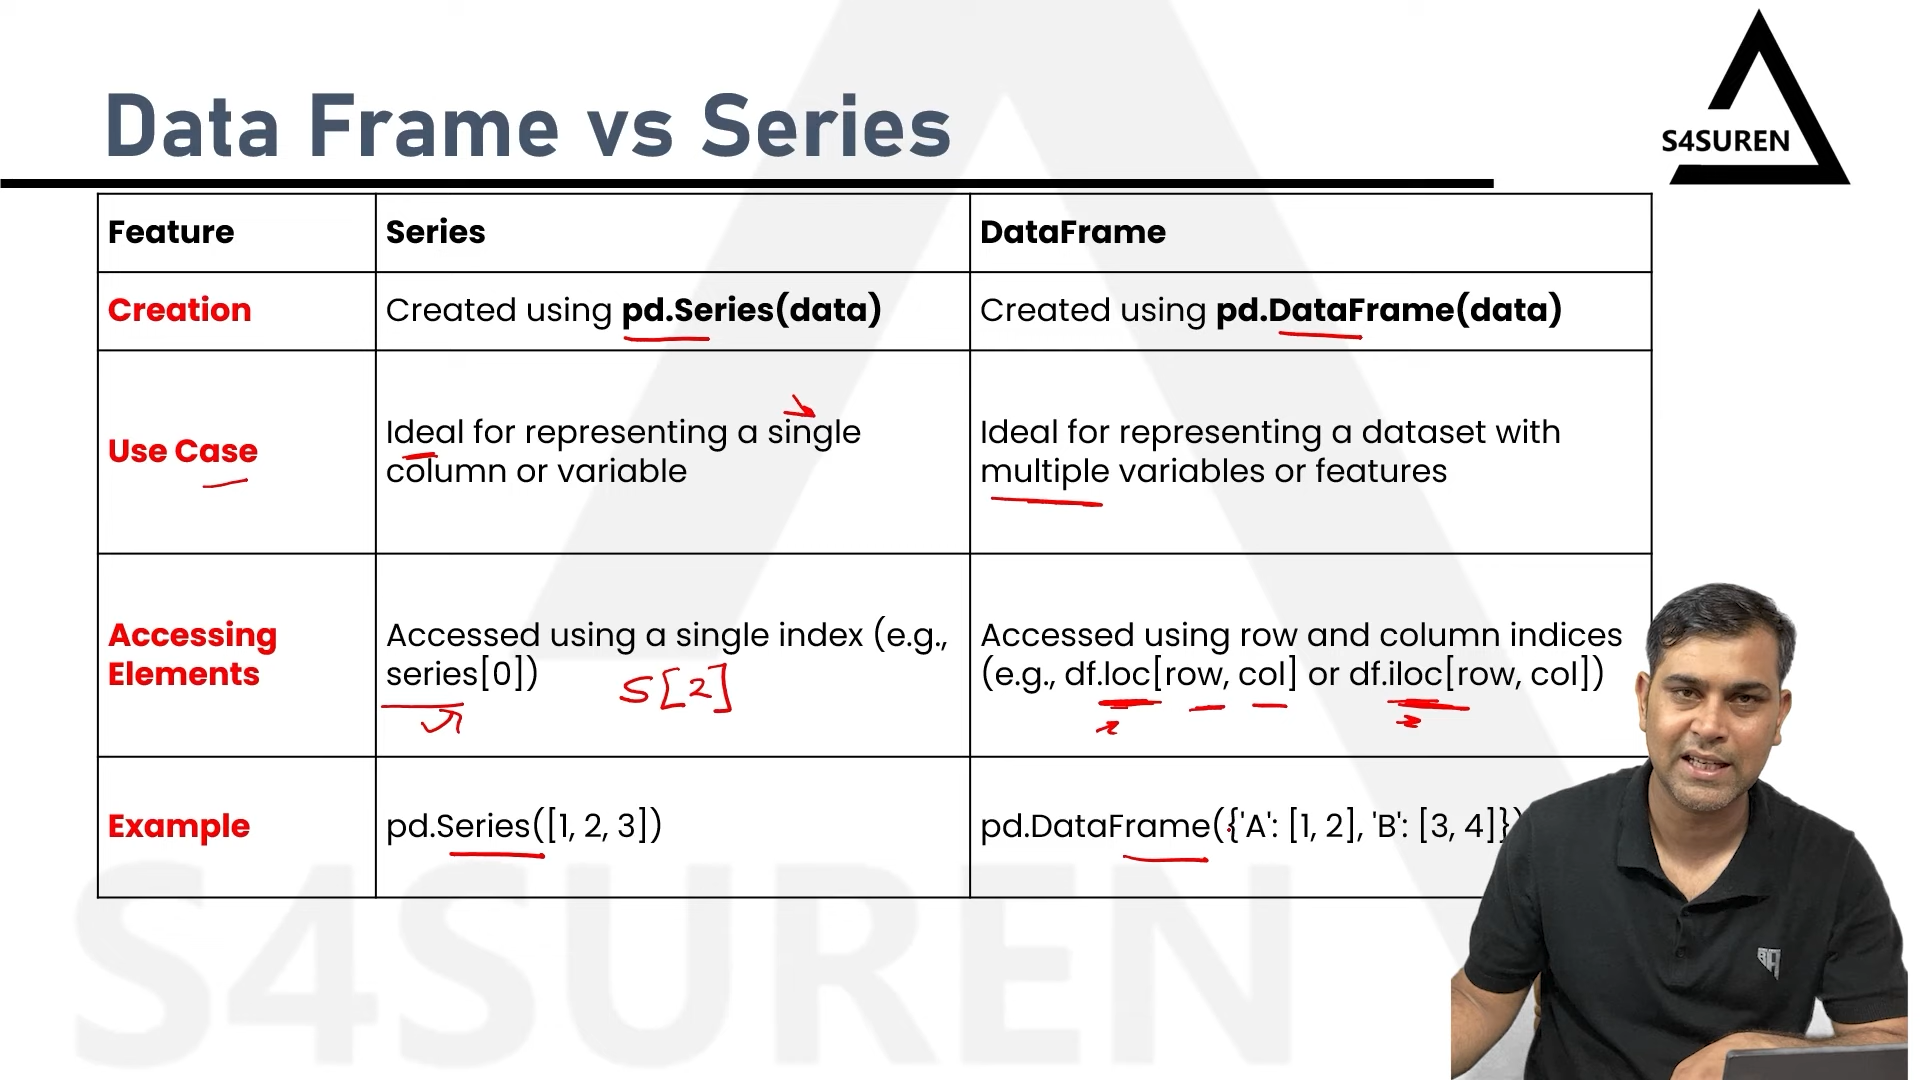 Data Frame vs Series
S4SUREN
Feature
Series
DataFrame
Creation
Created using pd.Series(data)
Created using pd.DataFrame(data)
Use Case
Ideal for representing a single
column or variable
Ideal for representing a dataset with
multiple variables or features
Accessing
Elements
Accessed using a single index (e.g.,
series[0])
S[2]
Accessed using row and column indices
(e.g., df.loc[row, col] or df.iloc[row, col])
Example
pd.Series([1, 2, 3])
pd.DataFrame({'A': [1, 2], 'B': [3, 4]})
S4SUREN